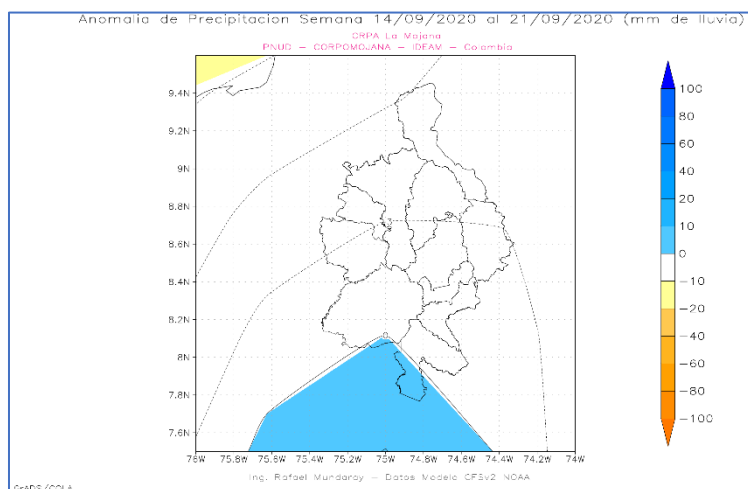 Anomalia de Precipitacion Semana 14/09/2020 al 21/09/2020 (mm de lluvia)
CRPA La Mojana
PNUD – CORPOMOJANA – IDEAM – Colombia
9.4N
9.2N
9N
8.8N
8.6N
8.4N
8.2N
8N
7.8N
7.6N
76W 75.8W 75.6W 75.4W 75.2W 75W 74.8W 74.6W 74.4W 74.2W 74W
100
80
60
40
20
0
−10
−20
−40
−60
−80
−100
0
Ing. Rafael Mundaray – Datos Modelo CFSv2 NOAA
GrADS/COLA